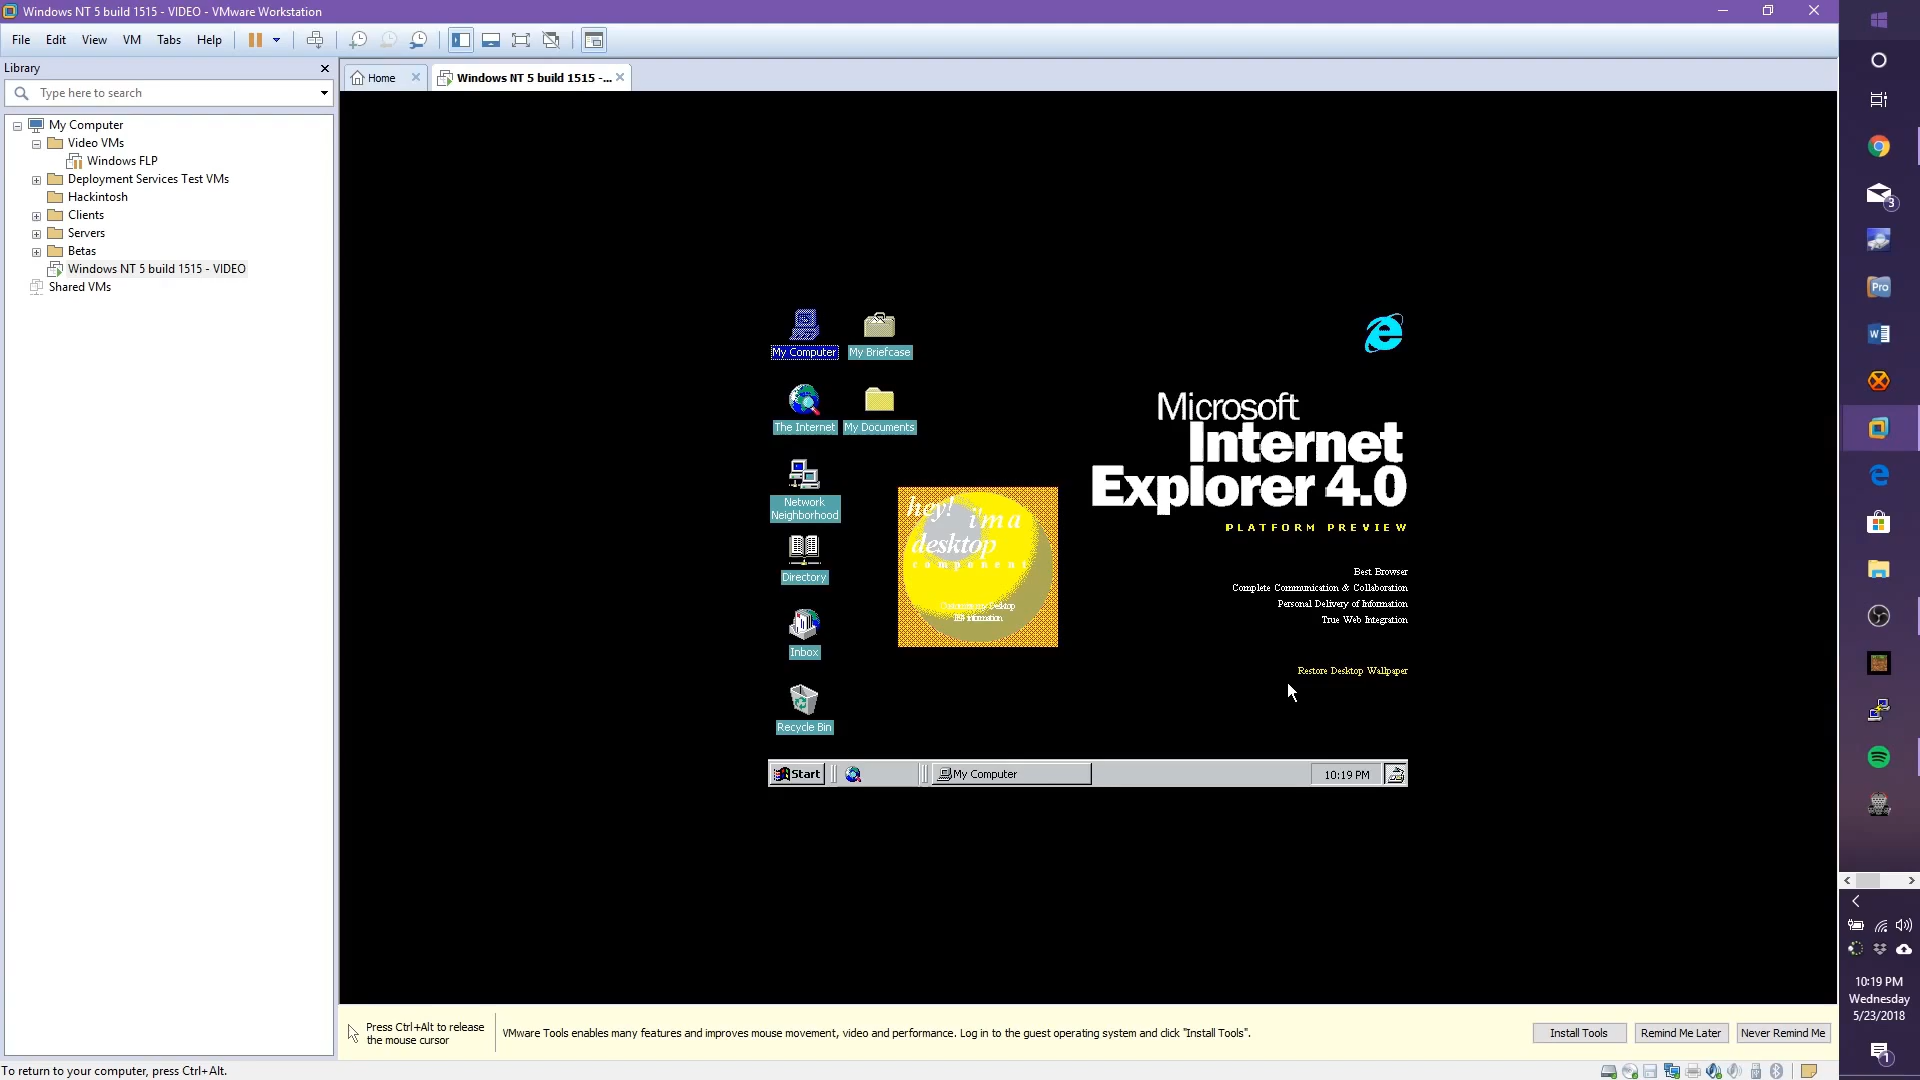 Windows NT 5 build 1515 - VIDEO - VMware Workstation
File Edit View VM Tabs Help
Library
Home
Windows NT 5 build 1515 -...
Type here to search
My Computer
Video VMs
Windows FLP
Deployment Services Test VMs
Hackintosh
Clients
Servers
Betas
Windows NT 5 build 1515 - VIDEO
Shared VMs
My Computer
My Briefcase
The Internet
My Documents
Network
Neighborhood
Directory
Inbox
Recycle Bin
hey! i'm a
desktop
component
Microsoft
Internet
Explorer 4.0
PLATFORM PREVIEW
Best Browser
Complete Communication & Collaboration
Personal Delivery of Information
True Web Integration
Restore Desktop Wallpaper
Start
My Computer
10:19 PM
Press Ctrl+Alt to release
the mouse cursor
VMware Tools enables many features and improves mouse movement, video and performance. Log in to the guest operating system and click "Install Tools".
Install Tools
Remind Me Later
Never Remind Me
To return to your computer, press Ctrl+Alt.
3
Pro
10:19 PM
Wednesday
5/23/2018
1